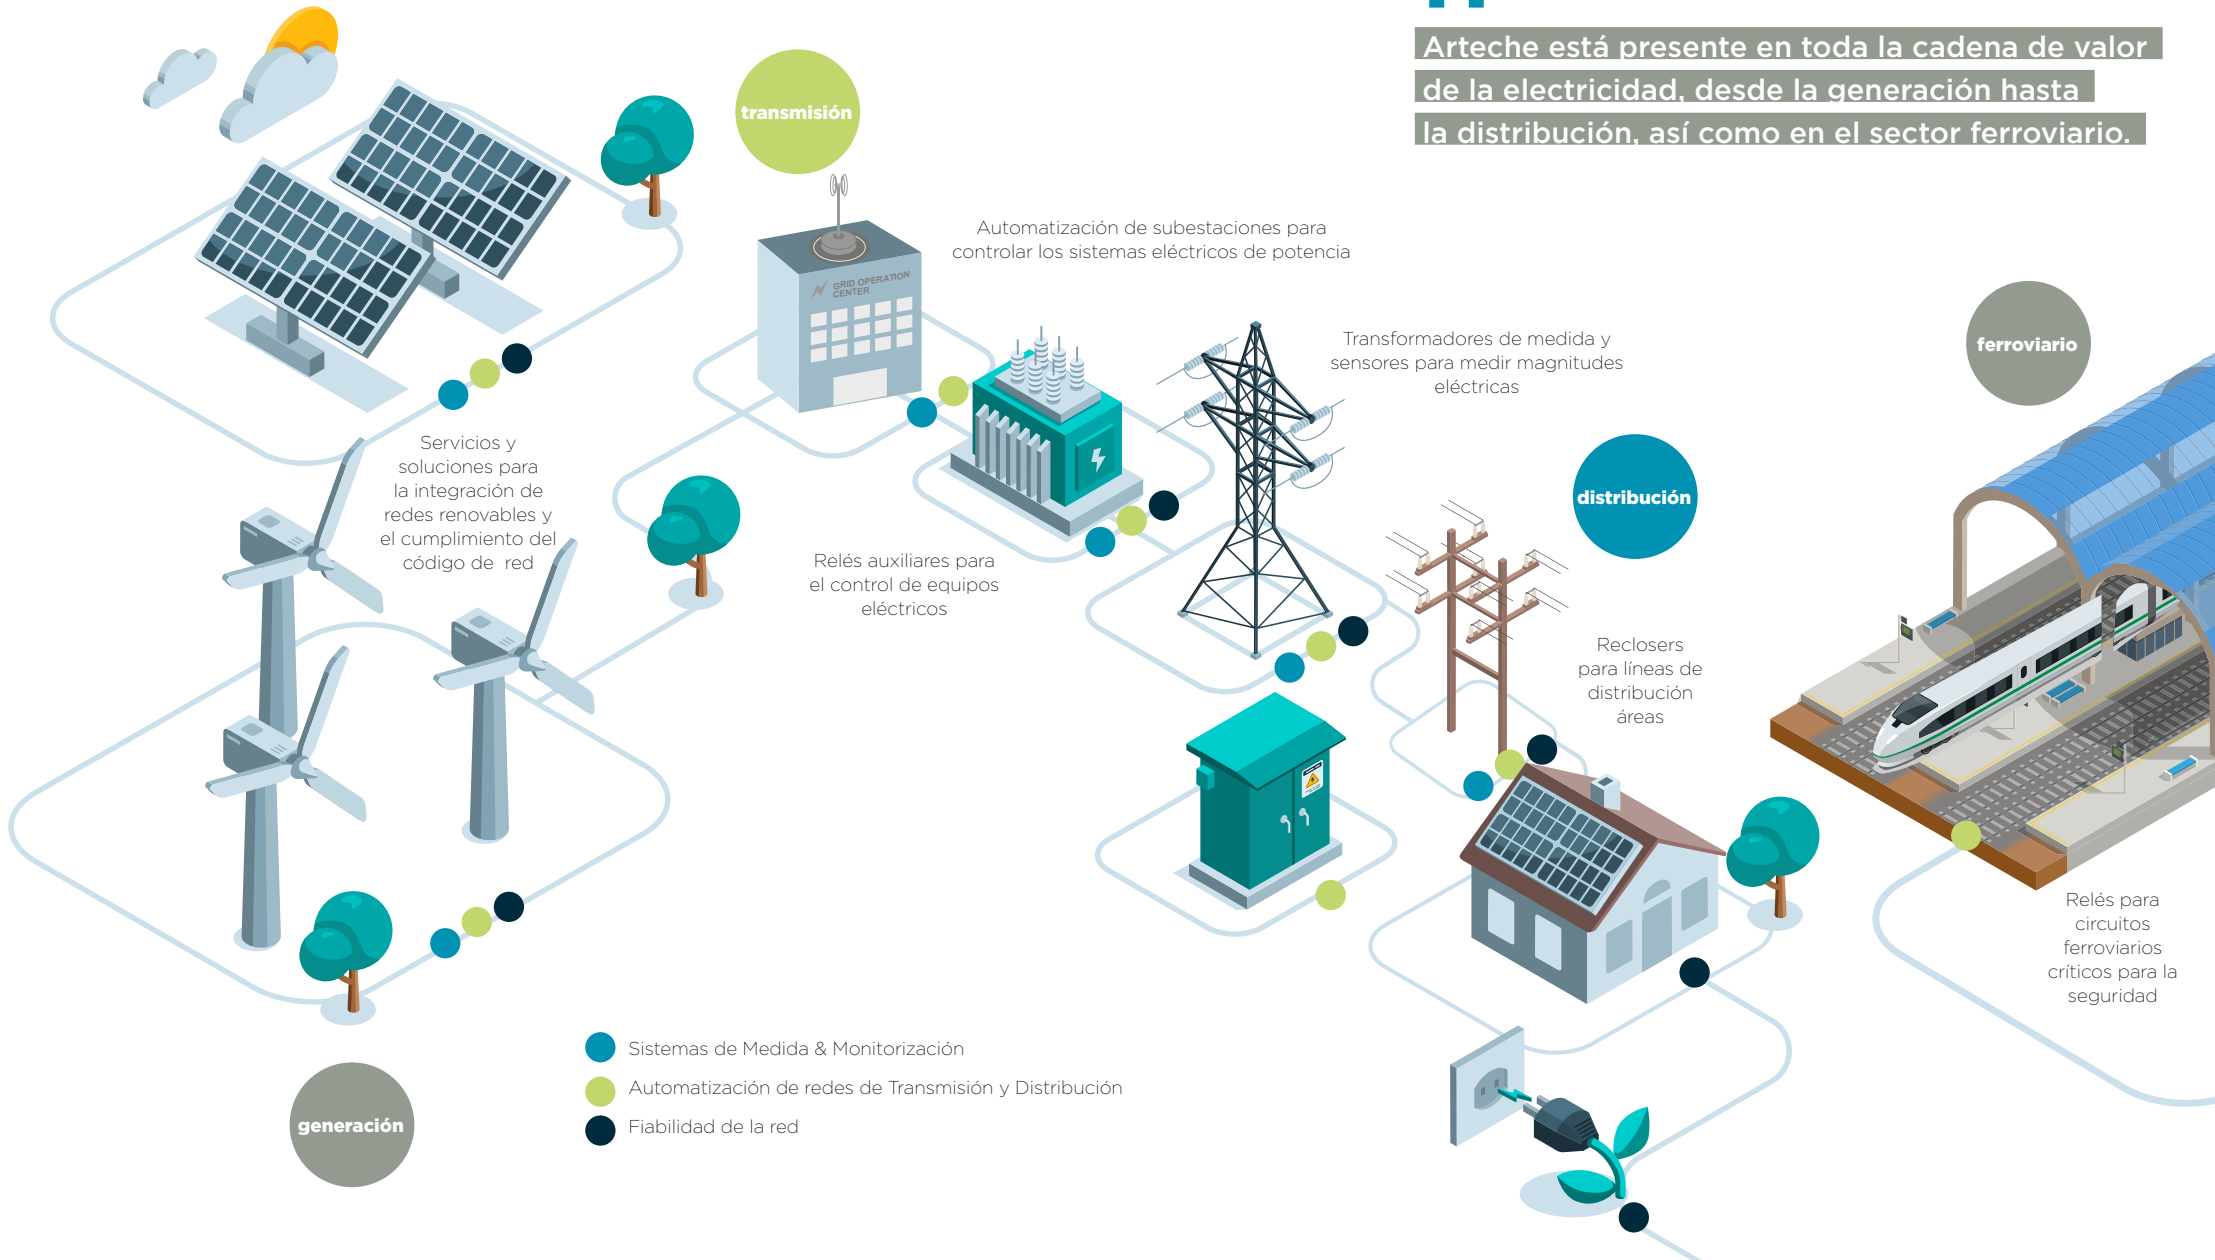 Arteche está presente en toda la cadena de valor
de la electricidad, desde la generación hasta
la distribución, así como en el sector ferroviario.
transmisión
Automatización de subestaciones para
controlar los sistemas eléctricos de potencia
GRID OPERATION
CENTER
Transformadores de medida y
sensores para medir magnitudes
eléctricas
ferroviario
Servicios y
soluciones para
la integración de
redes renovables y
el cumplimiento del
código de red
distribución
Relés auxiliares para
el control de equipos
eléctricos
Reclosers
para líneas de
distribución
áreas
Relés para
circuitos
ferroviarios
críticos para la
seguridad
Sistemas de Medida & Monitorización
Automatización de redes de Transmisión y Distribución
Fiabilidad de la red
generación